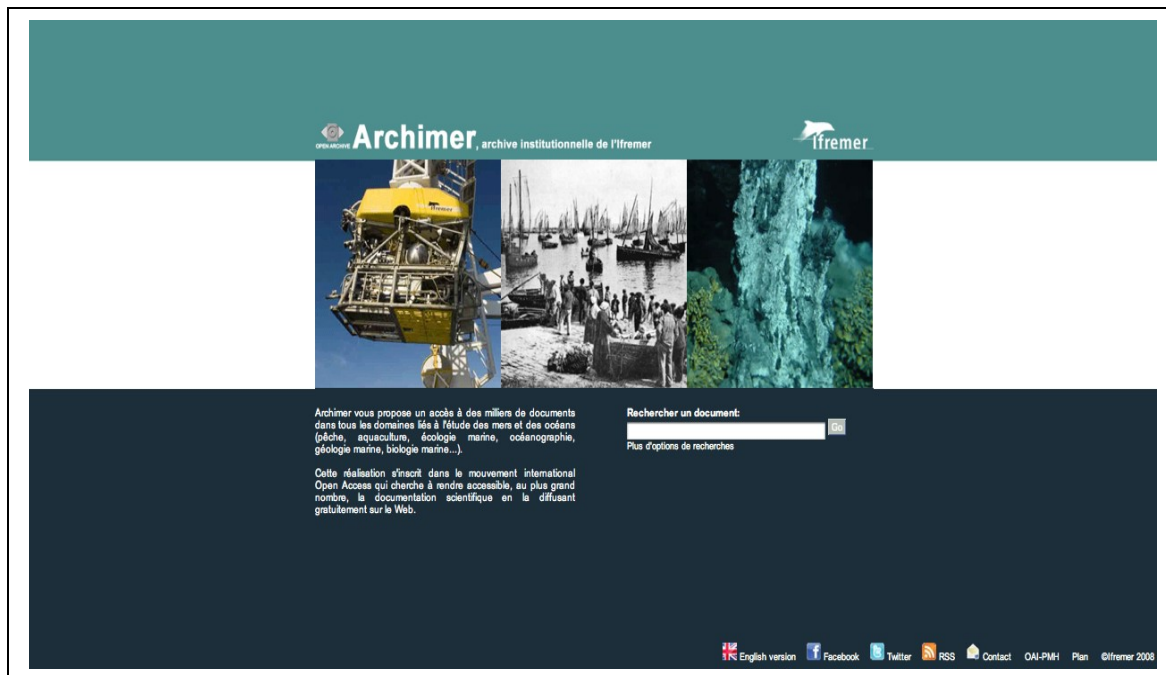 OPEN ARCHIVE Archimer, archive institutionnelle de l'Ifremer
Ifremer
Ifremer
Archimer vous propose un accès à des milliers de documents
dans tous les domaines liés à l'étude des mers et des océans
(pêche, aquaculture, écologie marine, océanographie,
géologie marine, biologie marine...).
Cette réalisation s'inscrit dans le mouvement international
Open Access qui cherche à rendre accessible, au plus grand
nombre, la documentation scientifique en la diffusant
gratuitement sur le Web.
Rechercher un document:
Go
Plus d'options de recherches
English version Facebook Twitter RSS Contact OAI-PMH Plan ©Ifremer 2008